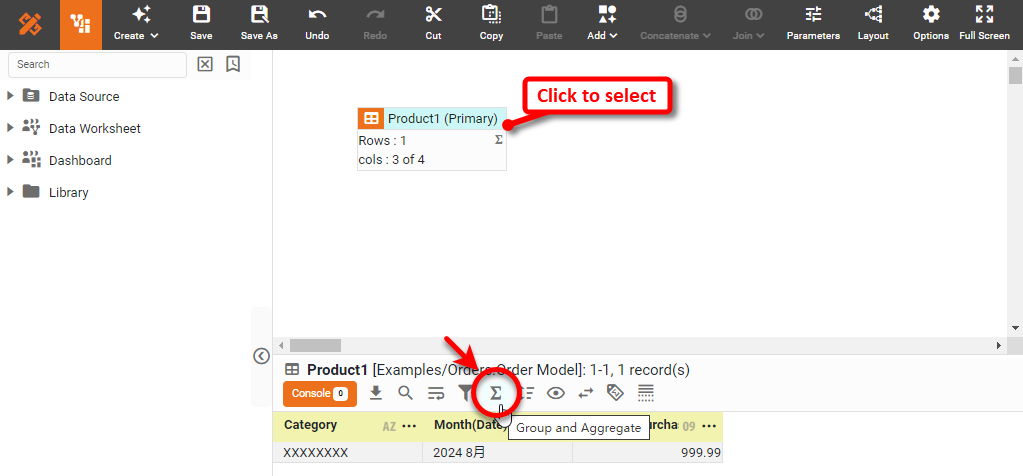 Create
Save
Save As
Undo
Redo
Cut
Copy
Paste
Add
Concatenate
Join
Parameters
Layout
Options
Full Screen
Search
Data Source
Data Worksheet
Dashboard
Library
Click to select
Product1 (Primary)
Rows : 1 Σ
cols : 3 of 4
Product1 [Examples/Orders:Order Model]: 1-1, 1 record(s)
Console 0
Σ
Group and Aggregate
Category AZ ••• Month(Date) 09 •••
XXXXXXXX 2024 8月 999.99